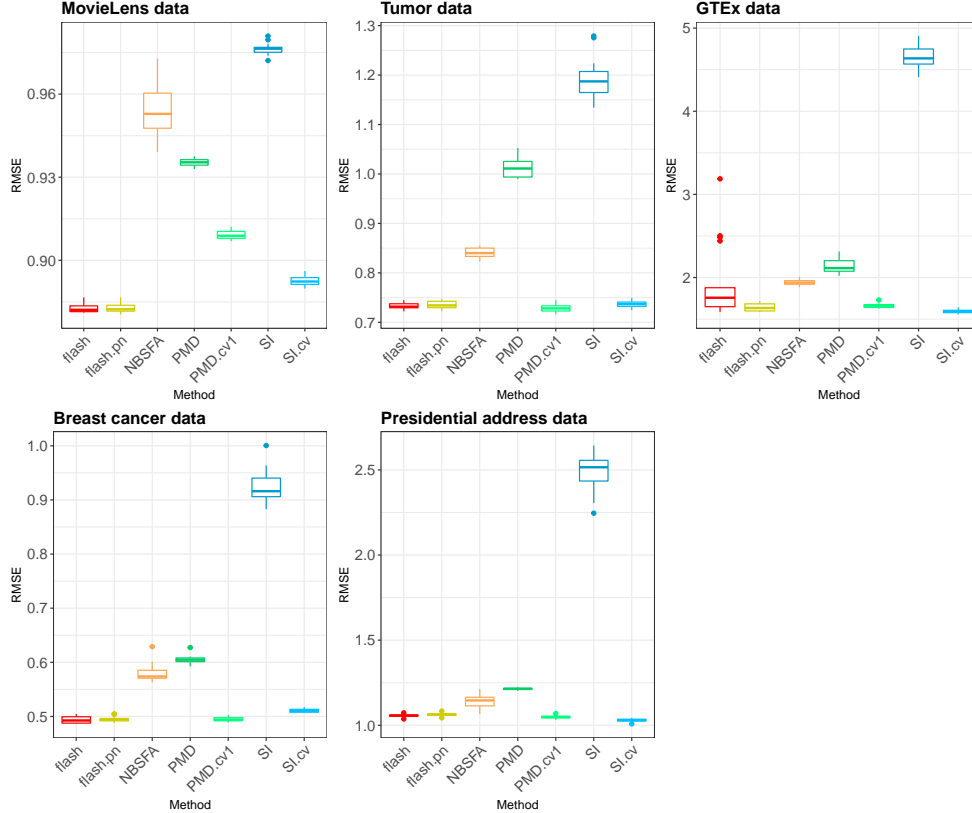 MovieLens data
RMSE
0.96
0.93
0.90
flash
flash.pn
NBSFA
PMD
PMD.cv1
SI
SI.cv
Method
Tumor data
RMSE
1.3
1.2
1.1
1.0
0.9
0.8
0.7
flash
flash.pn
NBSFA
PMD
PMD.cv1
SI
SI.cv
Method
GTEx data
RMSE
5
4
3
2
flash
flash.pn
NBSFA
PMD
PMD.cv1
SI
SI.cv
Method
Breast cancer data
RMSE
1.0
0.9
0.8
0.7
0.6
0.5
flash
flash.pn
NBSFA
PMD
PMD.cv1
SI
SI.cv
Method
Presidential address data
RMSE
2.5
2.0
1.5
1.0
flash
flash.pn
NBSFA
PMD
PMD.cv1
SI
SI.cv
Method